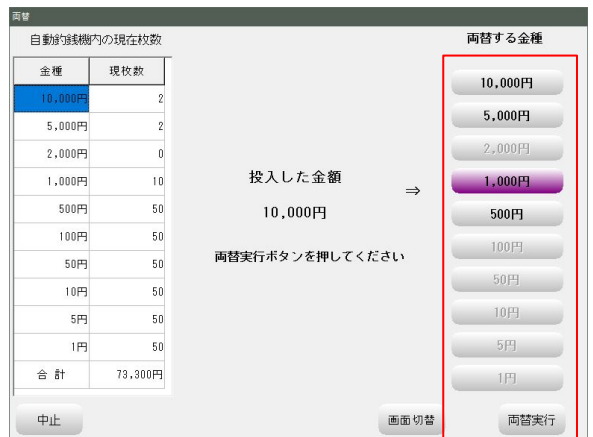 両替
自動釣銭機内の現在枚数
両替する金種
金種 現枚数
10,000円 2
5,000円 2
2,000円 0
1,000円 10
500円 50
100円 50
50円 50
10円 50
5円 50
1円 50
合 計 73,300円
投入した金額
⇒
10,000円
両替実行ボタンを押してください
10,000円
5,000円
2,000円
1,000円
500円
100円
50円
10円
5円
1円
中止
画面切替
両替実行